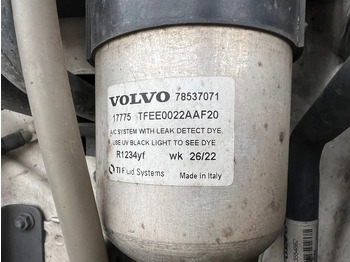 VOLVO 78537071
17775 TFEE0022AAF20
A/C SYSTEM WITH LEAK DETECT DYE
USE UV BLACK LIGHT TO SEE DYE
R1234yf wk 26/22
TI Fluid Systems Made in Italy
VOLVO